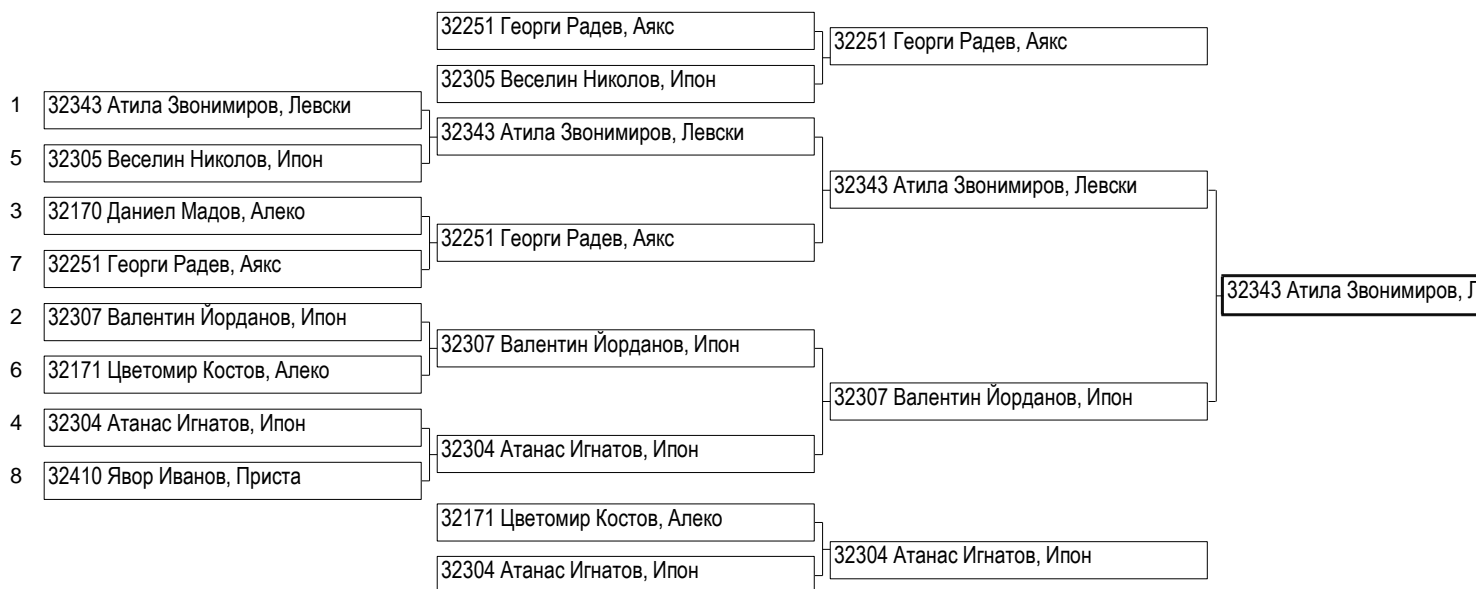 32251 Георги Радев, Аякс
32251 Георги Радев, Аякс
32305 Веселин Николов, Ипон
1 32343 Атила Звонимиров, Левски
32343 Атила Звонимиров, Левски
5 32305 Веселин Николов, Ипон
32343 Атила Звонимиров, Левски
3 32170 Даниел Мадов, Алеко
32251 Георги Радев, Аякс
7 32251 Георги Радев, Аякс
32343 Атила Звонимиров, Л
2 32307 Валентин Йорданов, Ипон
32307 Валентин Йорданов, Ипон
6 32171 Цветомир Костов, Алеко
32307 Валентин Йорданов, Ипон
4 32304 Атанас Игнатов, Ипон
32304 Атанас Игнатов, Ипон
8 32410 Явор Иванов, Приста
32171 Цветомир Костов, Алеко
32304 Атанас Игнатов, Ипон
32304 Атанас Игнатов, Ипон